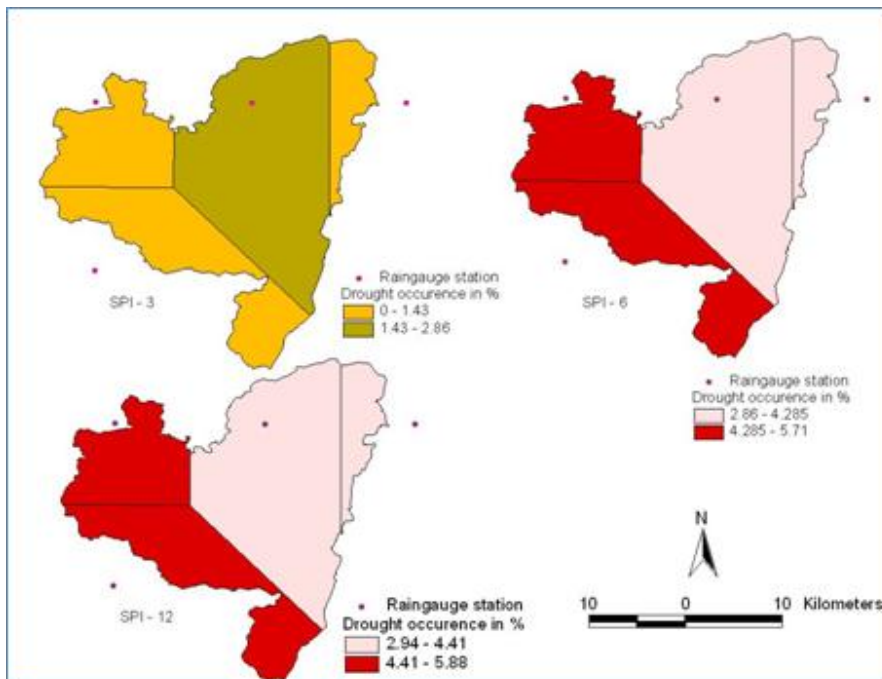 SPI - 3
Raingauge station
Drought occurence in %
0 - 1.43
1.43 - 2.86
SPI - 6
Raingauge station
Drought occurence in %
2.86 - 4.285
4.285 - 5.71
SPI - 12
Raingauge station
Drought occurence in %
2.94 - 4.41
4.41 - 5.88
N
10 0 10 Kilometers